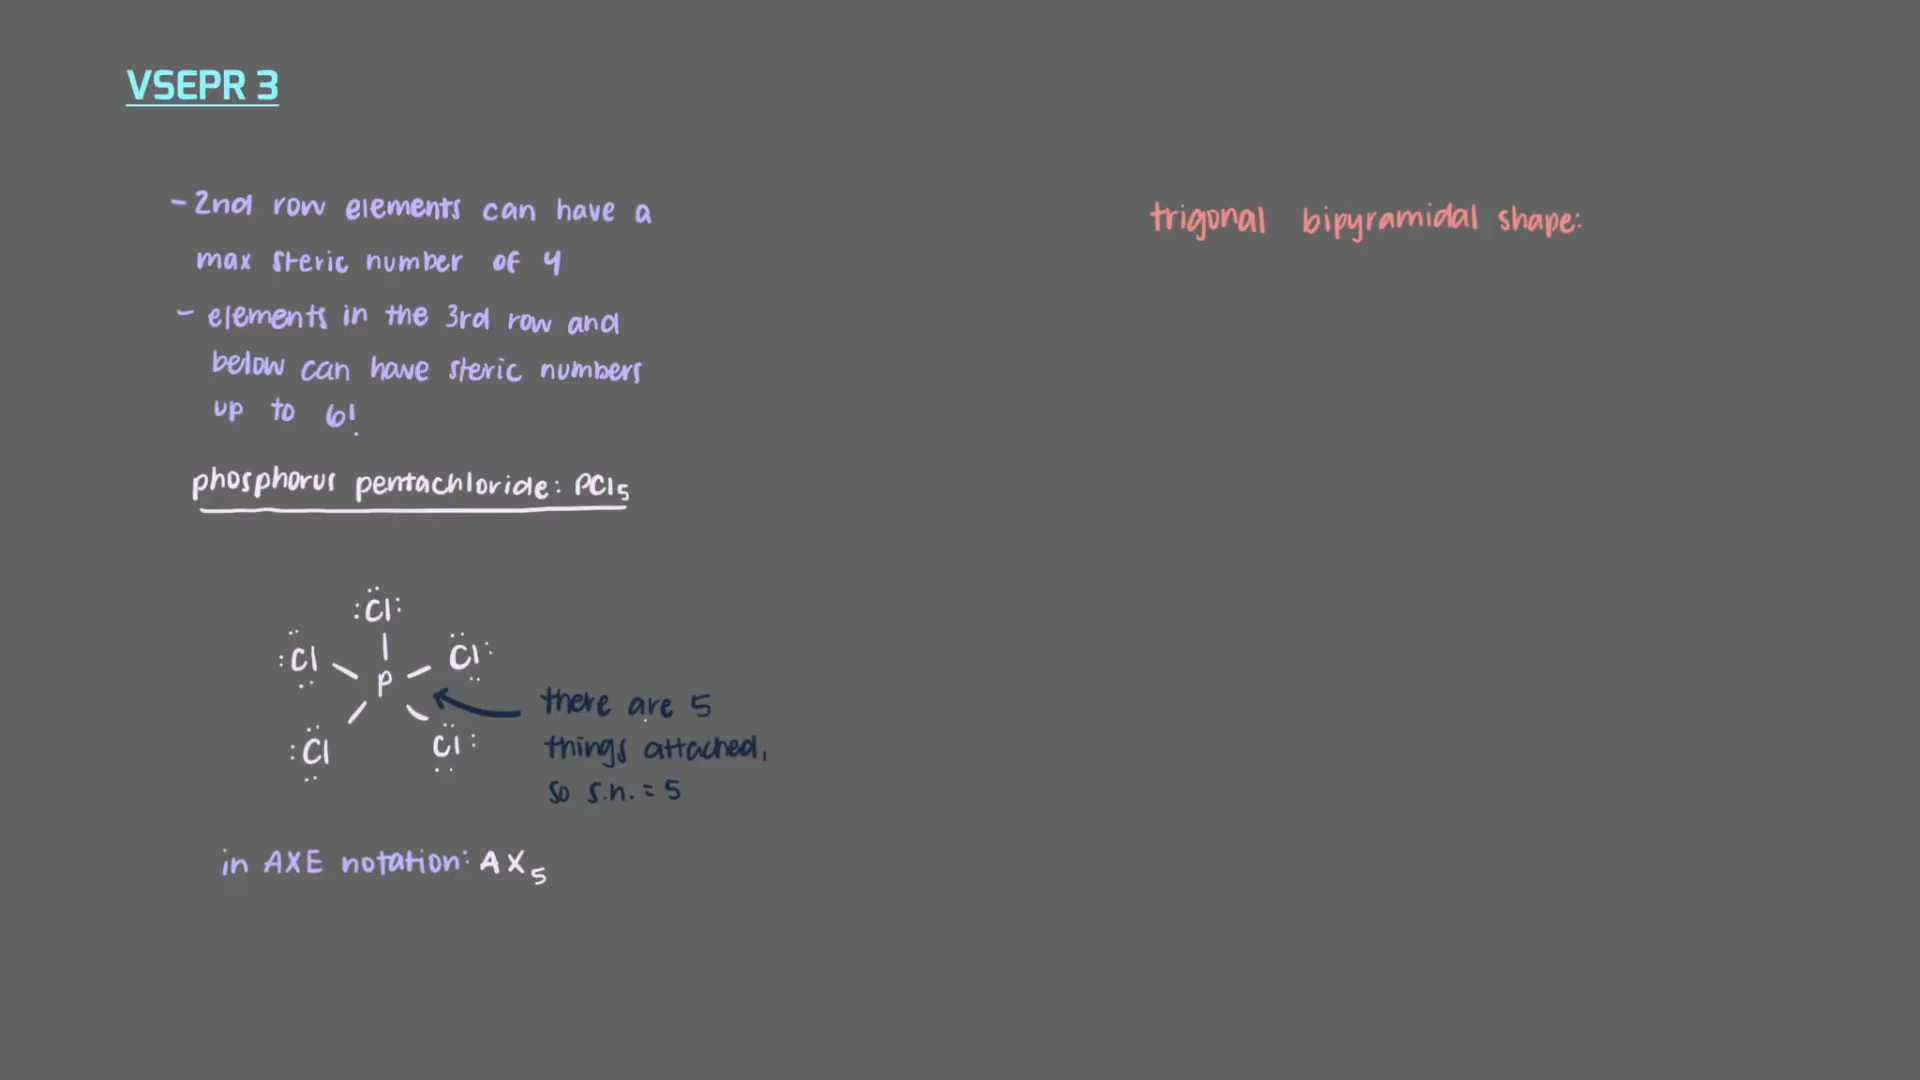 VSEPR 3
- 2nd row elements can have a
max steric number of 4
- elements in the 3rd row and
below can have steric numbers
up to 6!
phosphorus pentachloride: PCl5
:Cl:
:Cl
Cl:
P
:Cl
Cl:
there are 5
things attached,
so s.n. = 5
in AXE notation: AX5
trigonal bipyramidal shape: